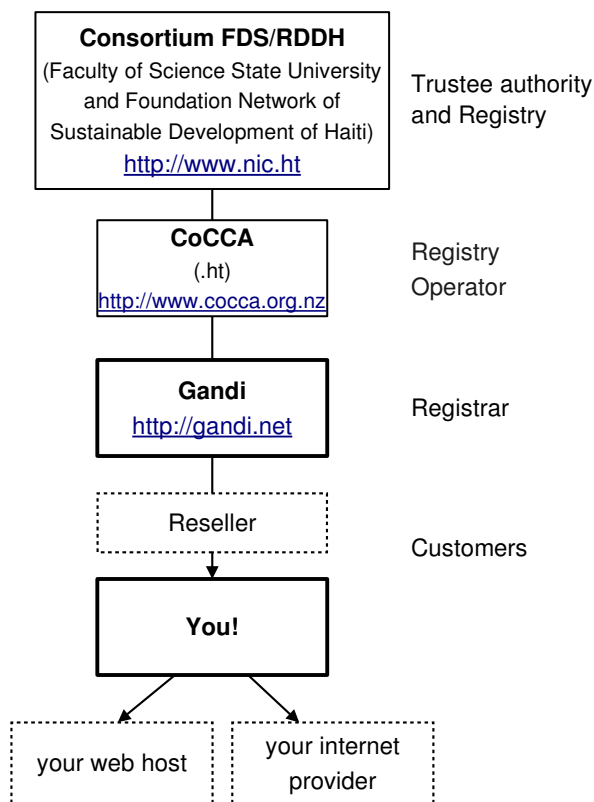 Consortium FDS/RDDH
(Faculty of Science State University
and Foundation Network of
Sustainable Development of Haiti)
http://www.nic.ht
Trustee authority
and Registry
CoCCA
(.ht)
http://www.cocca.org.nz
Registry
Operator
Gandi
http://gandi.net
Registrar
Reseller
Customers
You!
your web host
your internet
provider